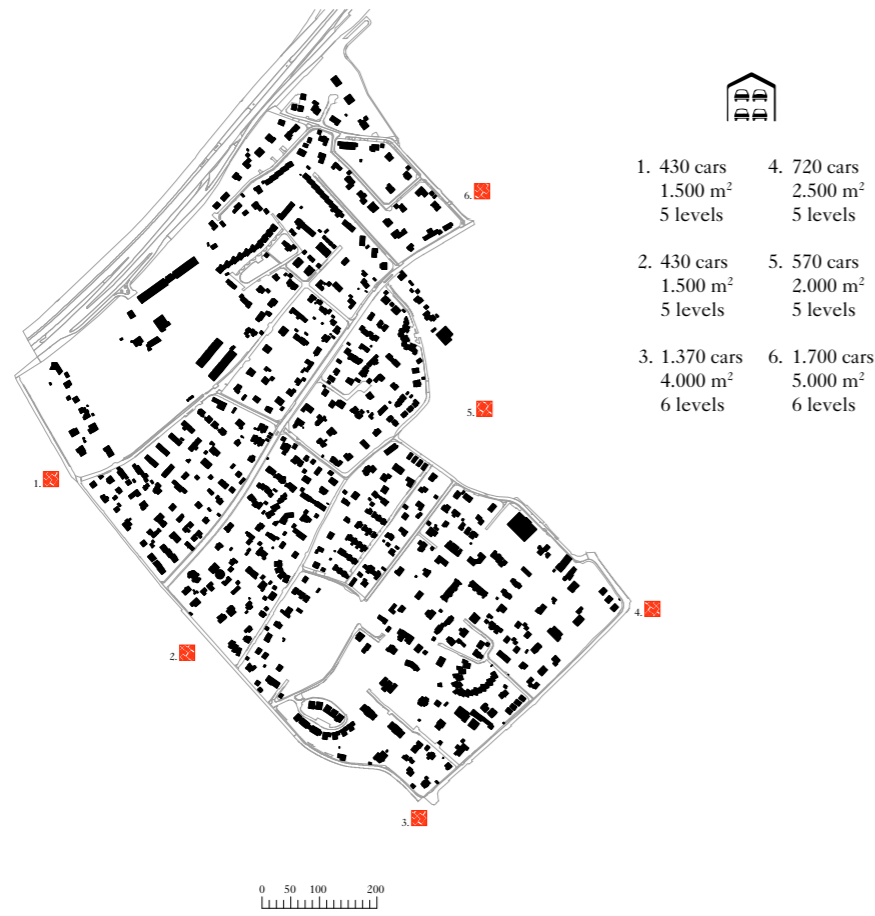 1. 430 cars
1.500 m²
5 levels
2. 430 cars
1.500 m²
5 levels
3. 1.370 cars
4.000 m²
6 levels
4. 720 cars
2.500 m²
5 levels
5. 570 cars
2.000 m²
5 levels
6. 1.700 cars
5.000 m²
6 levels
6.
5.
1.
4.
2.
3.
0 50 100 200